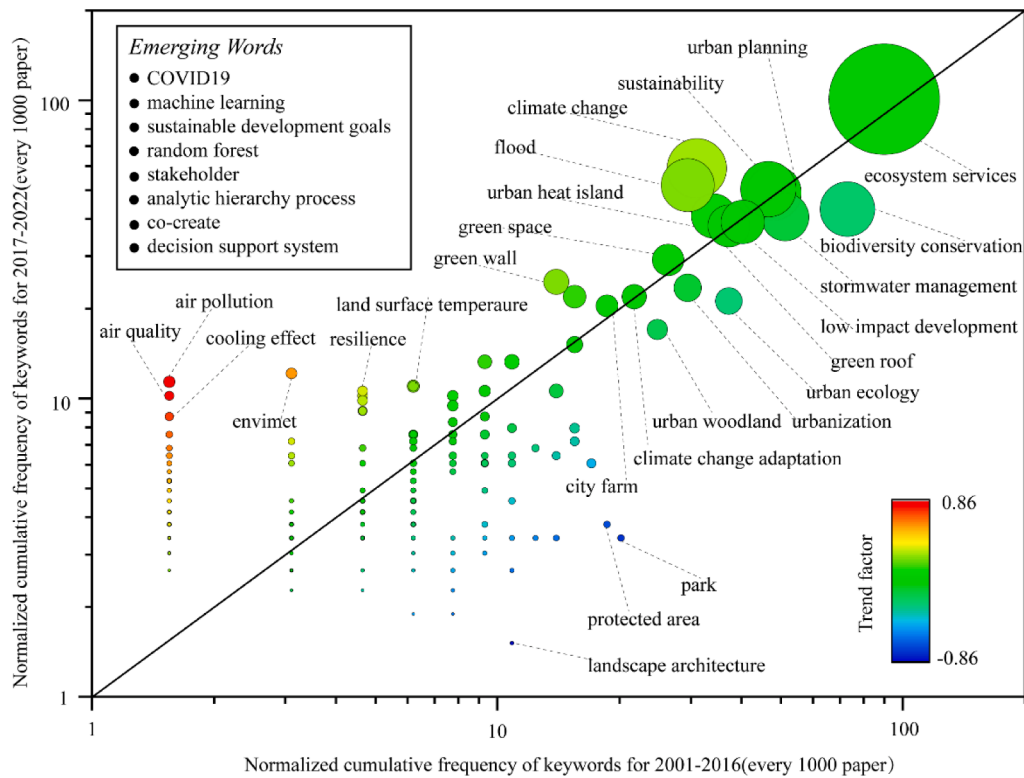 Normalized cumulative frequency of keywords for 2017-2022(every 1000 paper)
Emerging Words
COVID19
machine learning
sustainable development goals
random forest
stakeholder
analytic hierarchy process
co-create
decision support system
urban planning
sustainability
climate change
flood
urban heat island
green space
green wall
ecosystem services
biodiversity conservation
stormwater management
low impact development
green roof
urban ecology
urbanization
urban woodland
climate change adaptation
city farm
air pollution
air quality
cooling effect
land surface temperaure
resilience
envimet
park
protected area
landscape architecture
Trend factor
0.86
-0.86
100
10
1
1
10
100
Normalized cumulative frequency of keywords for 2001-2016(every 1000 paper)